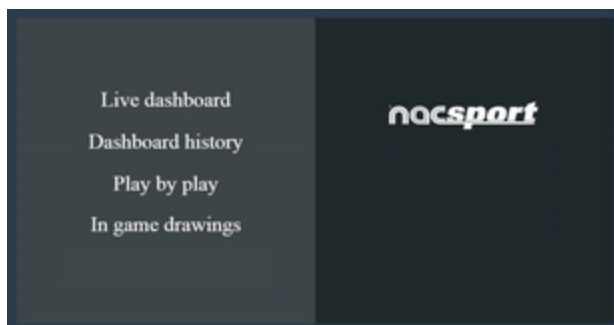 Live dashboard
Dashboard history
Play by play
In game drawings
nacsport